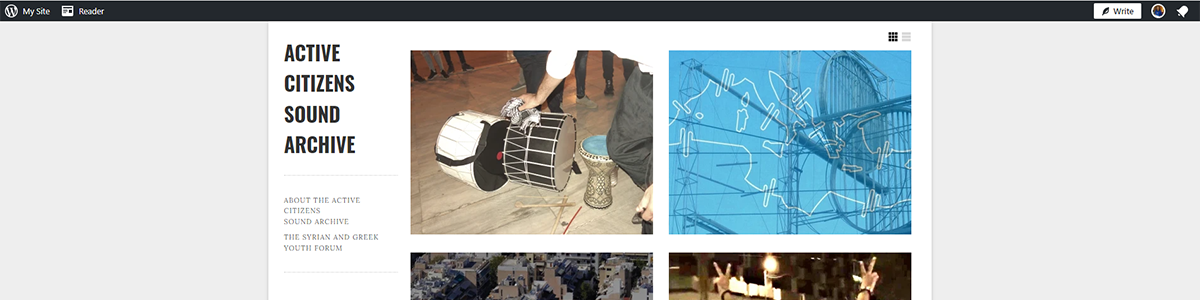 My Site
Reader
Write
ACTIVE
CITIZENS
SOUND
ARCHIVE
ABOUT THE ACTIVE
CITIZENS
SOUND ARCHIVE
THE SYRIAN AND GREEK
YOUTH FORUM